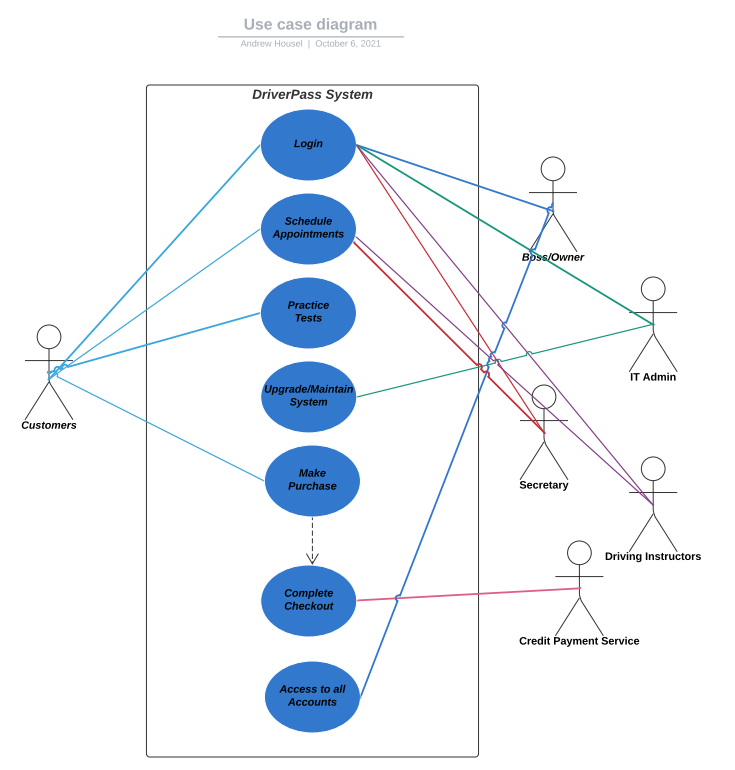 Use case diagram
Andrew Housel | October 6, 2021
DriverPass System
Login
Schedule
Appointments
Boss/Owner
Practice
Tests
IT Admin
Upgrade/Maintain
System
Customers
Make
Purchase
Secretary
Driving Instructors
Complete
Checkout
Credit Payment Service
Access to all
Accounts